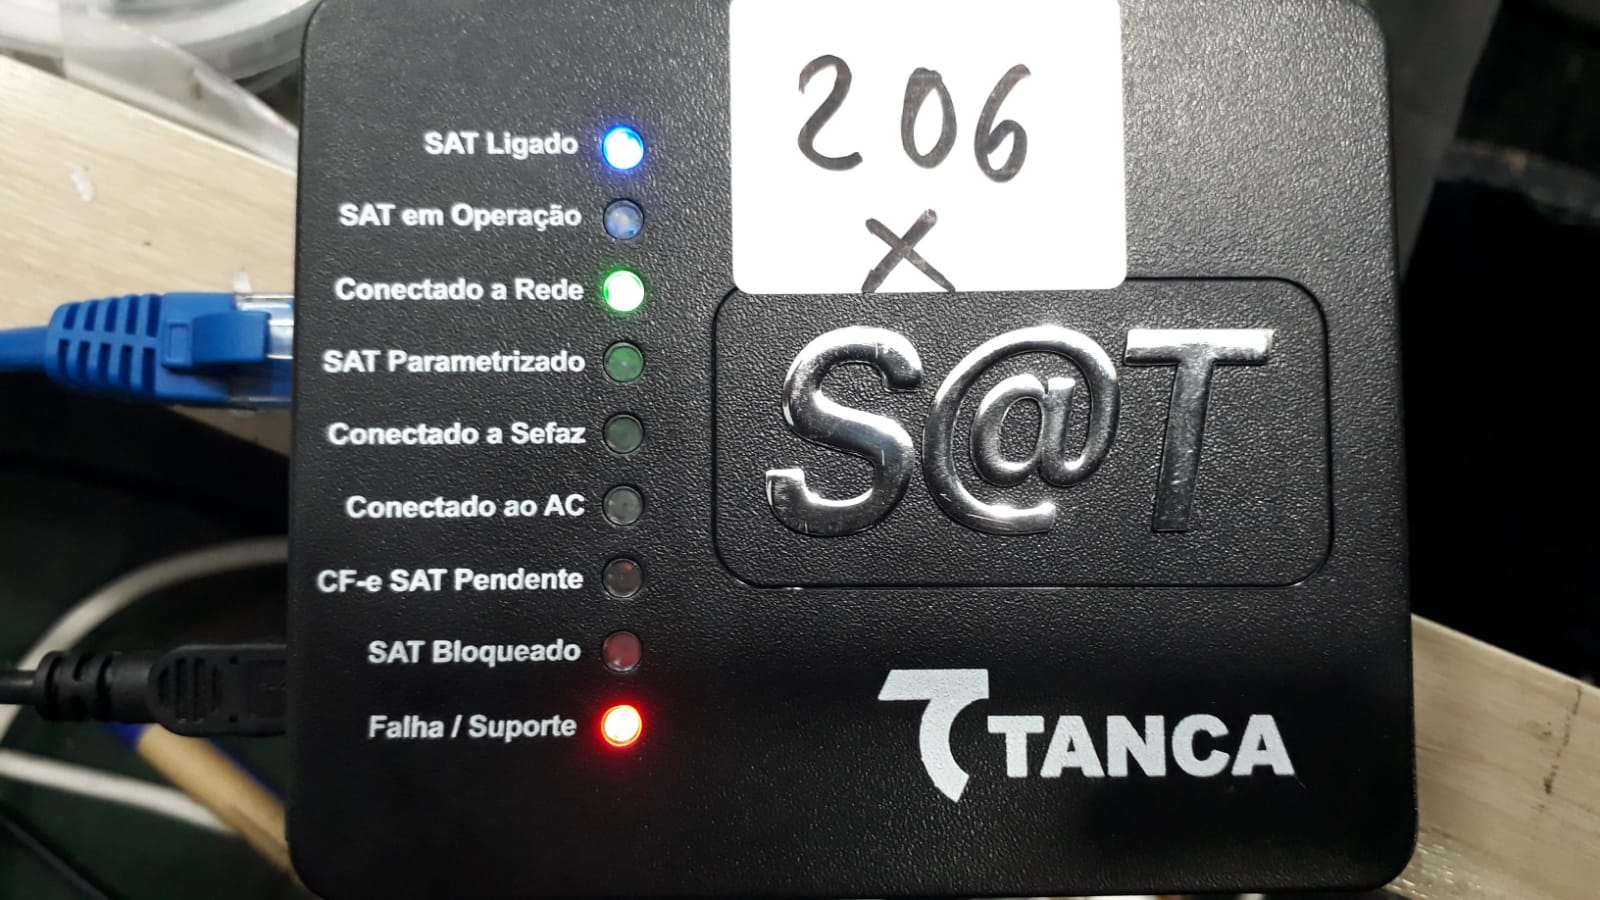 206
X
SAT Ligado
SAT em Operação
Conectado a Rede
SAT Parametrizado
Conectado a Sefaz
Conectado ao AC
CF-e SAT Pendente
SAT Bloqueado
Falha / Suporte
S@T
TANCA